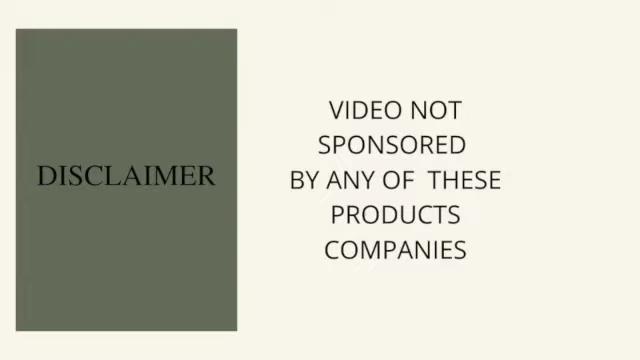 DISCLAIMER
VIDEO NOT
SPONSORED
BY ANY OF THESE
PRODUCTS
COMPANIES